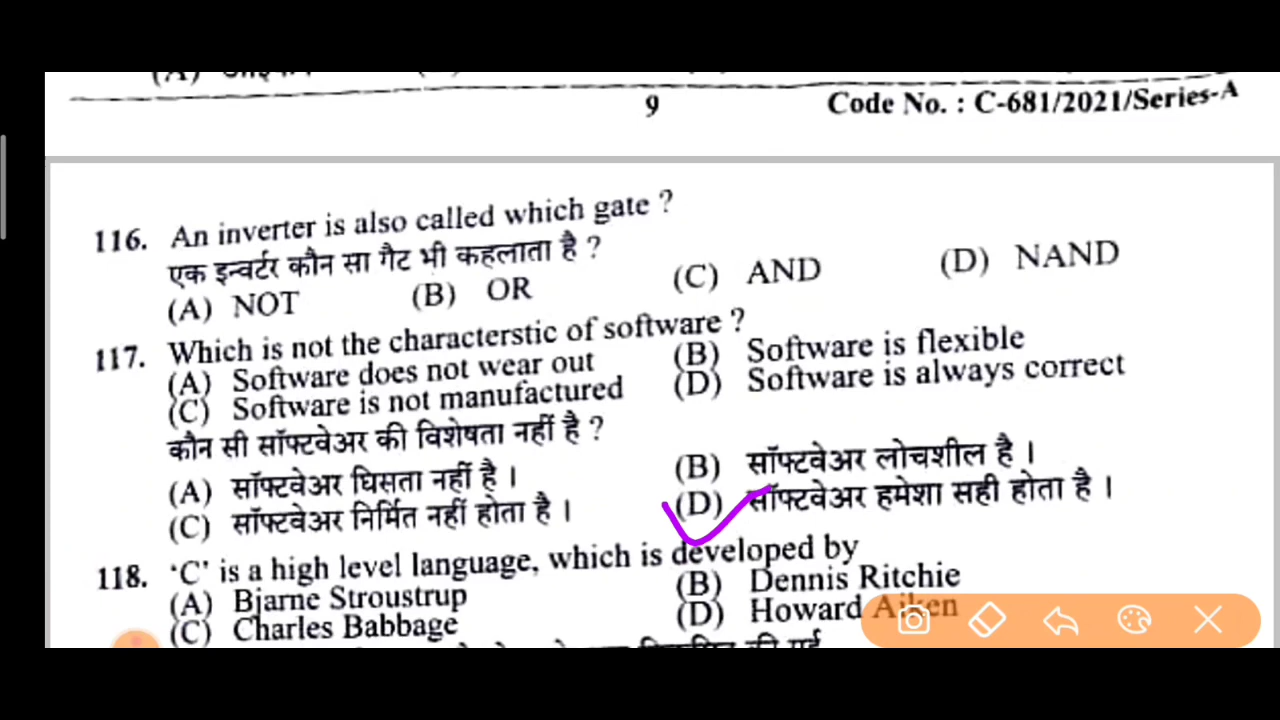 9 Code No. : C-681/2021/Series-A
116. An inverter is also called which gate ?
एक इन्वर्टर कौन सा गैट भी कहलाता है ?
(A) NOT (B) OR (C) AND (D) NAND
117. Which is not the characterstic of software ?
(A) Software does not wear out (B) Software is flexible
(C) Software is not manufactured (D) Software is always correct
कौन सी सॉफ्टवेअर की विशेषता नहीं है ?
(A) सॉफ्टवेअर घिसता नहीं है । (B) सॉफ्टवेअर लोचशील है ।
(C) सॉफ्टवेअर निर्मित नहीं होता है । (D) सॉफ्टवेअर हमेशा सही होता है ।
118. 'C' is a high level language, which is developed by
(A) Bjarne Stroustrup (B) Dennis Ritchie
(C) Charles Babbage (D) Howard Aiken